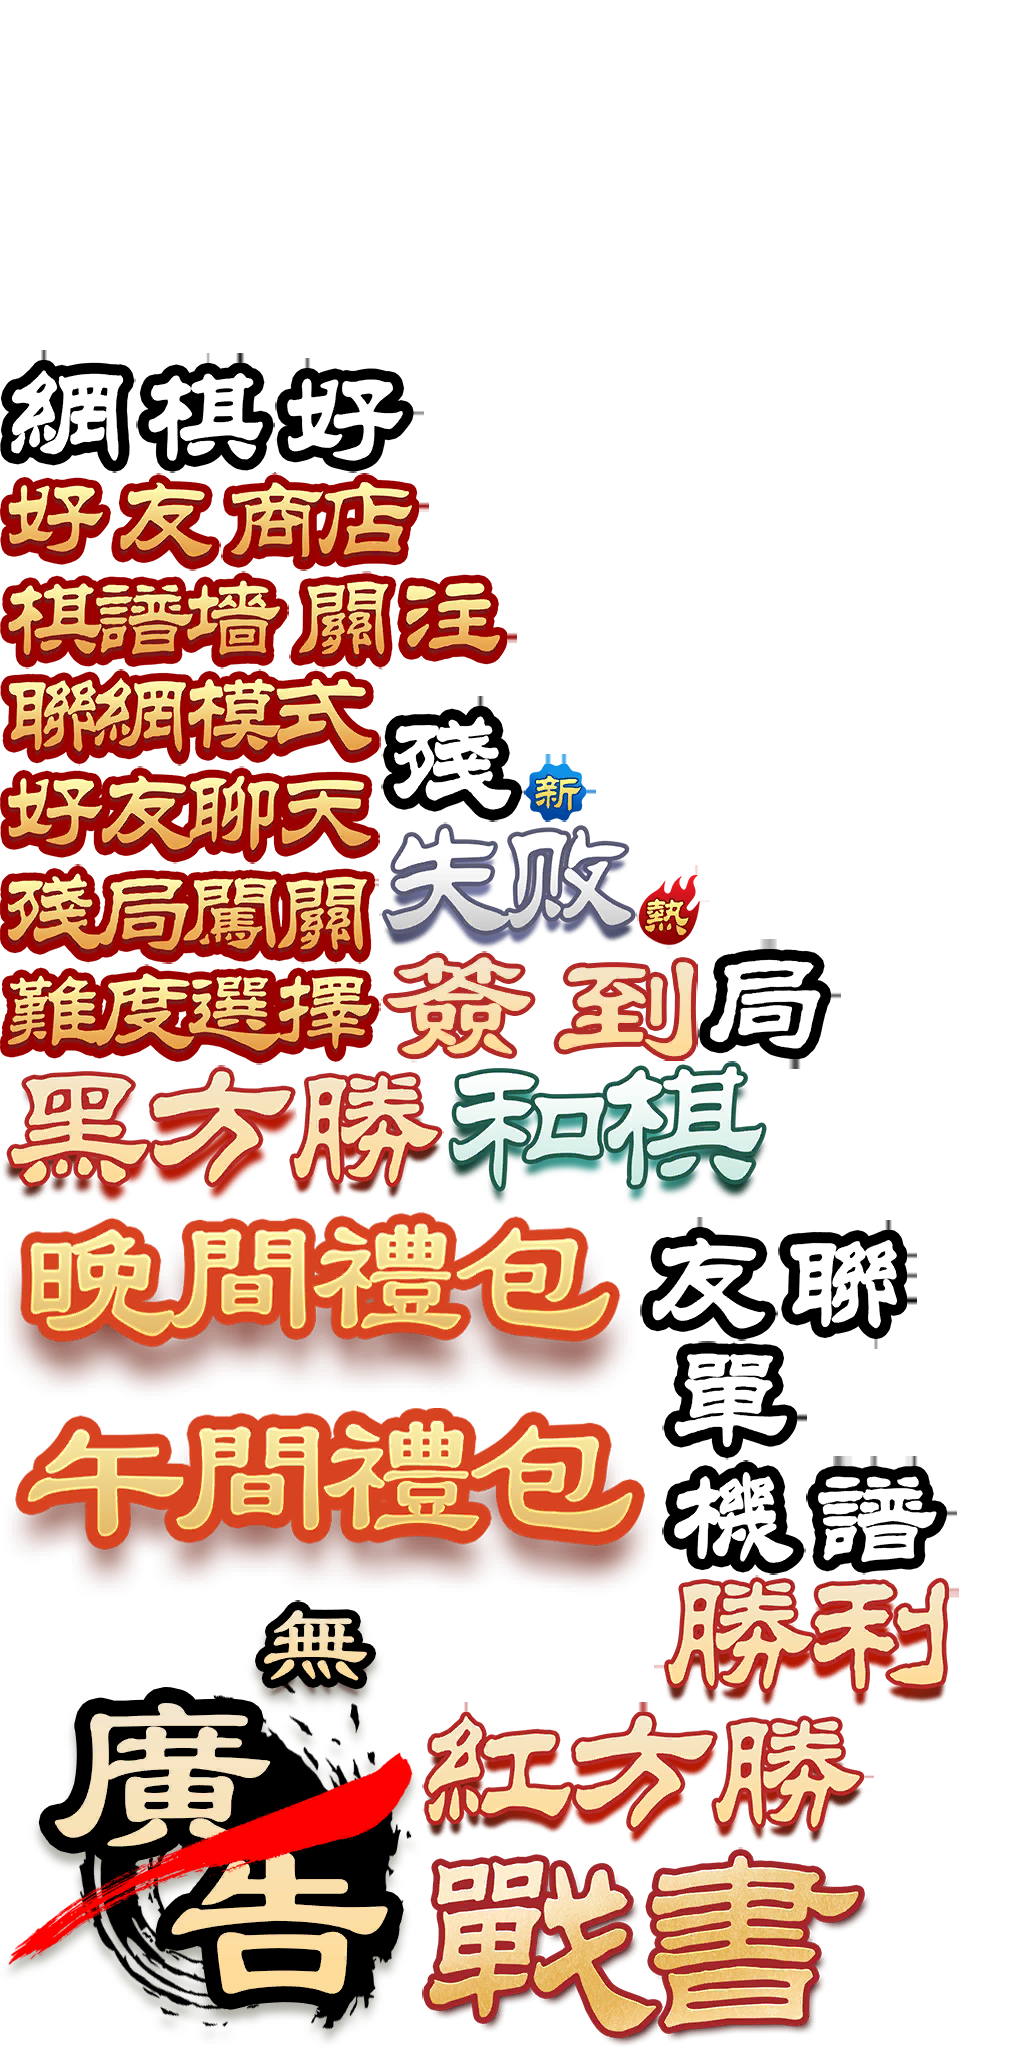 網 棋 好
好友 商店
棋譜墻 關注
聯網模式
殘
新
好友聊天
失败
熱
殘局闖關
難度選擇
簽到
局
黑方勝
和棋
晚間禮包
友 聯
單
午間禮包
機 譜
勝利
無
廣告
紅方勝
戰書